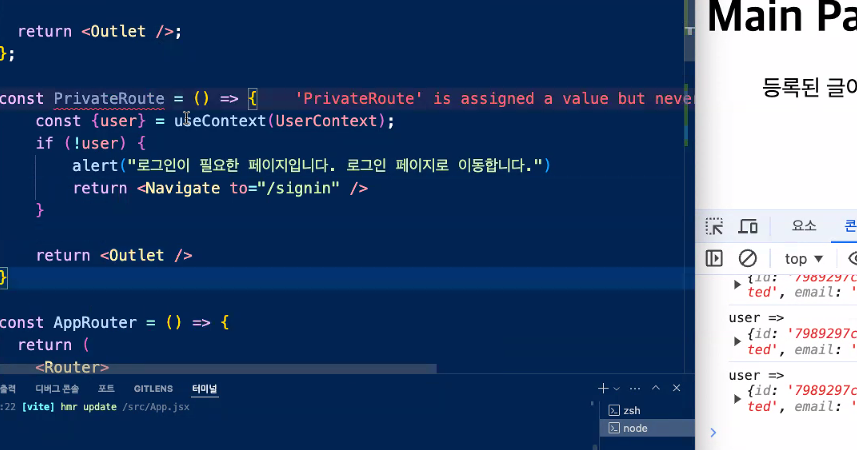 return <Outlet />;
};
const PrivateRoute = () => { 'PrivateRoute' is assigned a value but never
const {user} = useContext(UserContext);
if (!user) {
alert("로그인이 필요한 페이지입니다. 로그인 페이지로 이동합니다.")
return <Navigate to="/signin" />
}
return <Outlet />
}
const AppRouter = () => {
return (
<Router>
출력 디버그 콘솔 포트 GITLENS 터미널
:22 [vite] hmr update /src/App.jsx
zsh
node
Main Pa
등록된 글이
요소 콘
top
{id: '7989297c
ted', email: '
user =>
{id: '7989297c
ted', email: '
user =>
{id: '7989297c
ted', email: '